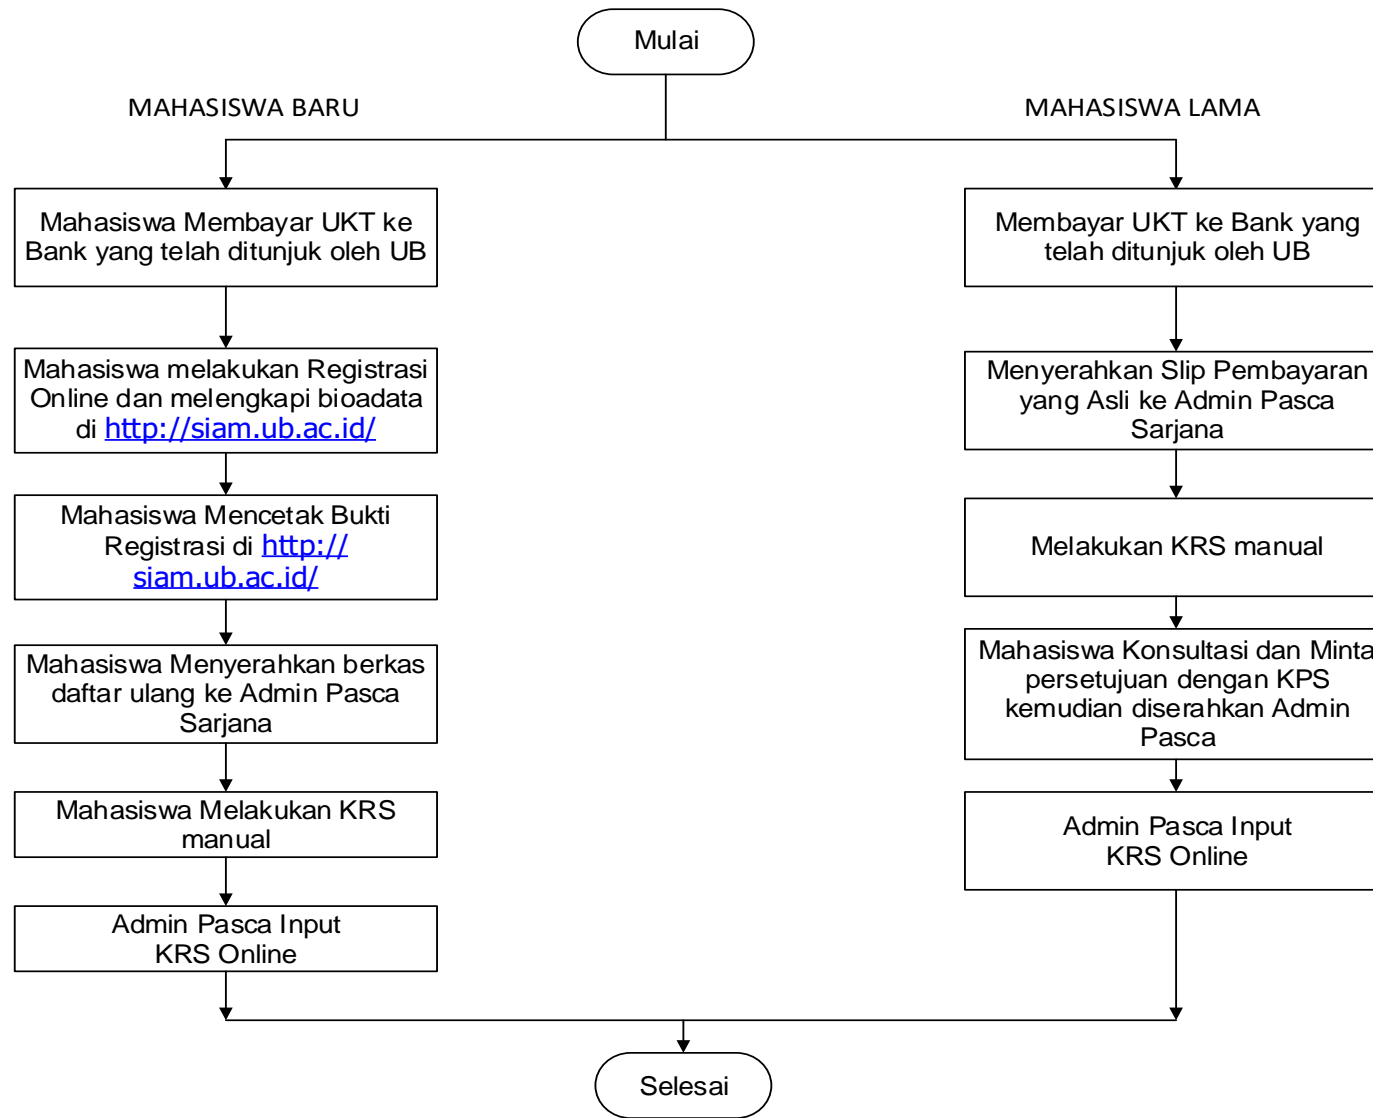 Mulai
MAHASISWA BARU
Mahasiswa Membayar UKT ke
Bank yang telah ditunjuk oleh UB
Mahasiswa melakukan Registrasi
Online dan melengkapi bioadata
di http://siam.ub.ac.id/
Mahasiswa Mencetak Bukti
Registrasi di http://
siam.ub.ac.id/
Mahasiswa Menyerahkan berkas
daftar ulang ke Admin Pasca
Sarjana
Mahasiswa Melakukan KRS
manual
Admin Pasca Input
KRS Online
MAHASISWA LAMA
Membayar UKT ke Bank yang
telah ditunjuk oleh UB
Menyerahkan Slip Pembayaran
yang Asli ke Admin Pasca
Sarjana
Melakukan KRS manual
Mahasiswa Konsultasi dan Minta
persetujuan dengan KPS
kemudian diserahkan Admin
Pasca
Admin Pasca Input
KRS Online
Selesai